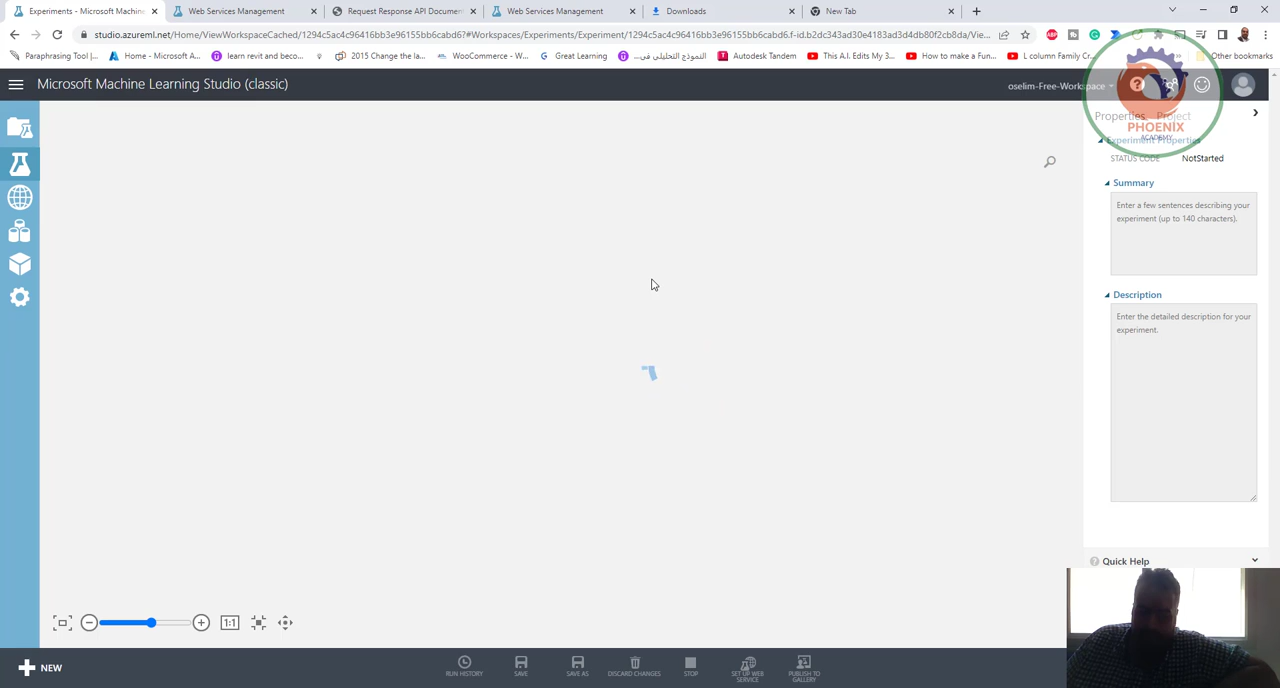 Experiments - Microsoft Machine
Web Services Management
Request Response API Documen
Web Services Management
Downloads
New Tab
studio.azureml.net/Home/ViewWorkspaceCached/1294c5ac4c96416bb3e96155bb6cabd6?#Workspaces/Experiments/Experiment/1294c5ac4c96416bb3e96155bb6cabd6.f-id.b2dc343ad30e4183ad3d4db80f2cb8da/Vie...
Paraphrasing Tool |...
Home - Microsoft A...
learn revit and beco...
2015 Change the la...
WooCommerce - W...
Great Learning
النموذج التحليلى فى...
Autodesk Tandem
This A.I. Edits My 3...
How to make a Fun...
L column Family Cr...
Other bookmarks
Microsoft Machine Learning Studio (classic)
oselim-Free-Workspace
PHOENIX
ACADEMY
Properties Project
Experiment Properties
STATUS CODE NotStarted
Summary
Enter a few sentences describing your
experiment (up to 140 characters).
Description
Enter the detailed description for your
experiment.
Quick Help
1:1
NEW
RUN HISTORY
SAVE
SAVE AS
DISCARD CHANGES
STOP
SET UP WEB
SERVICE
PUBLISH TO
GALLERY